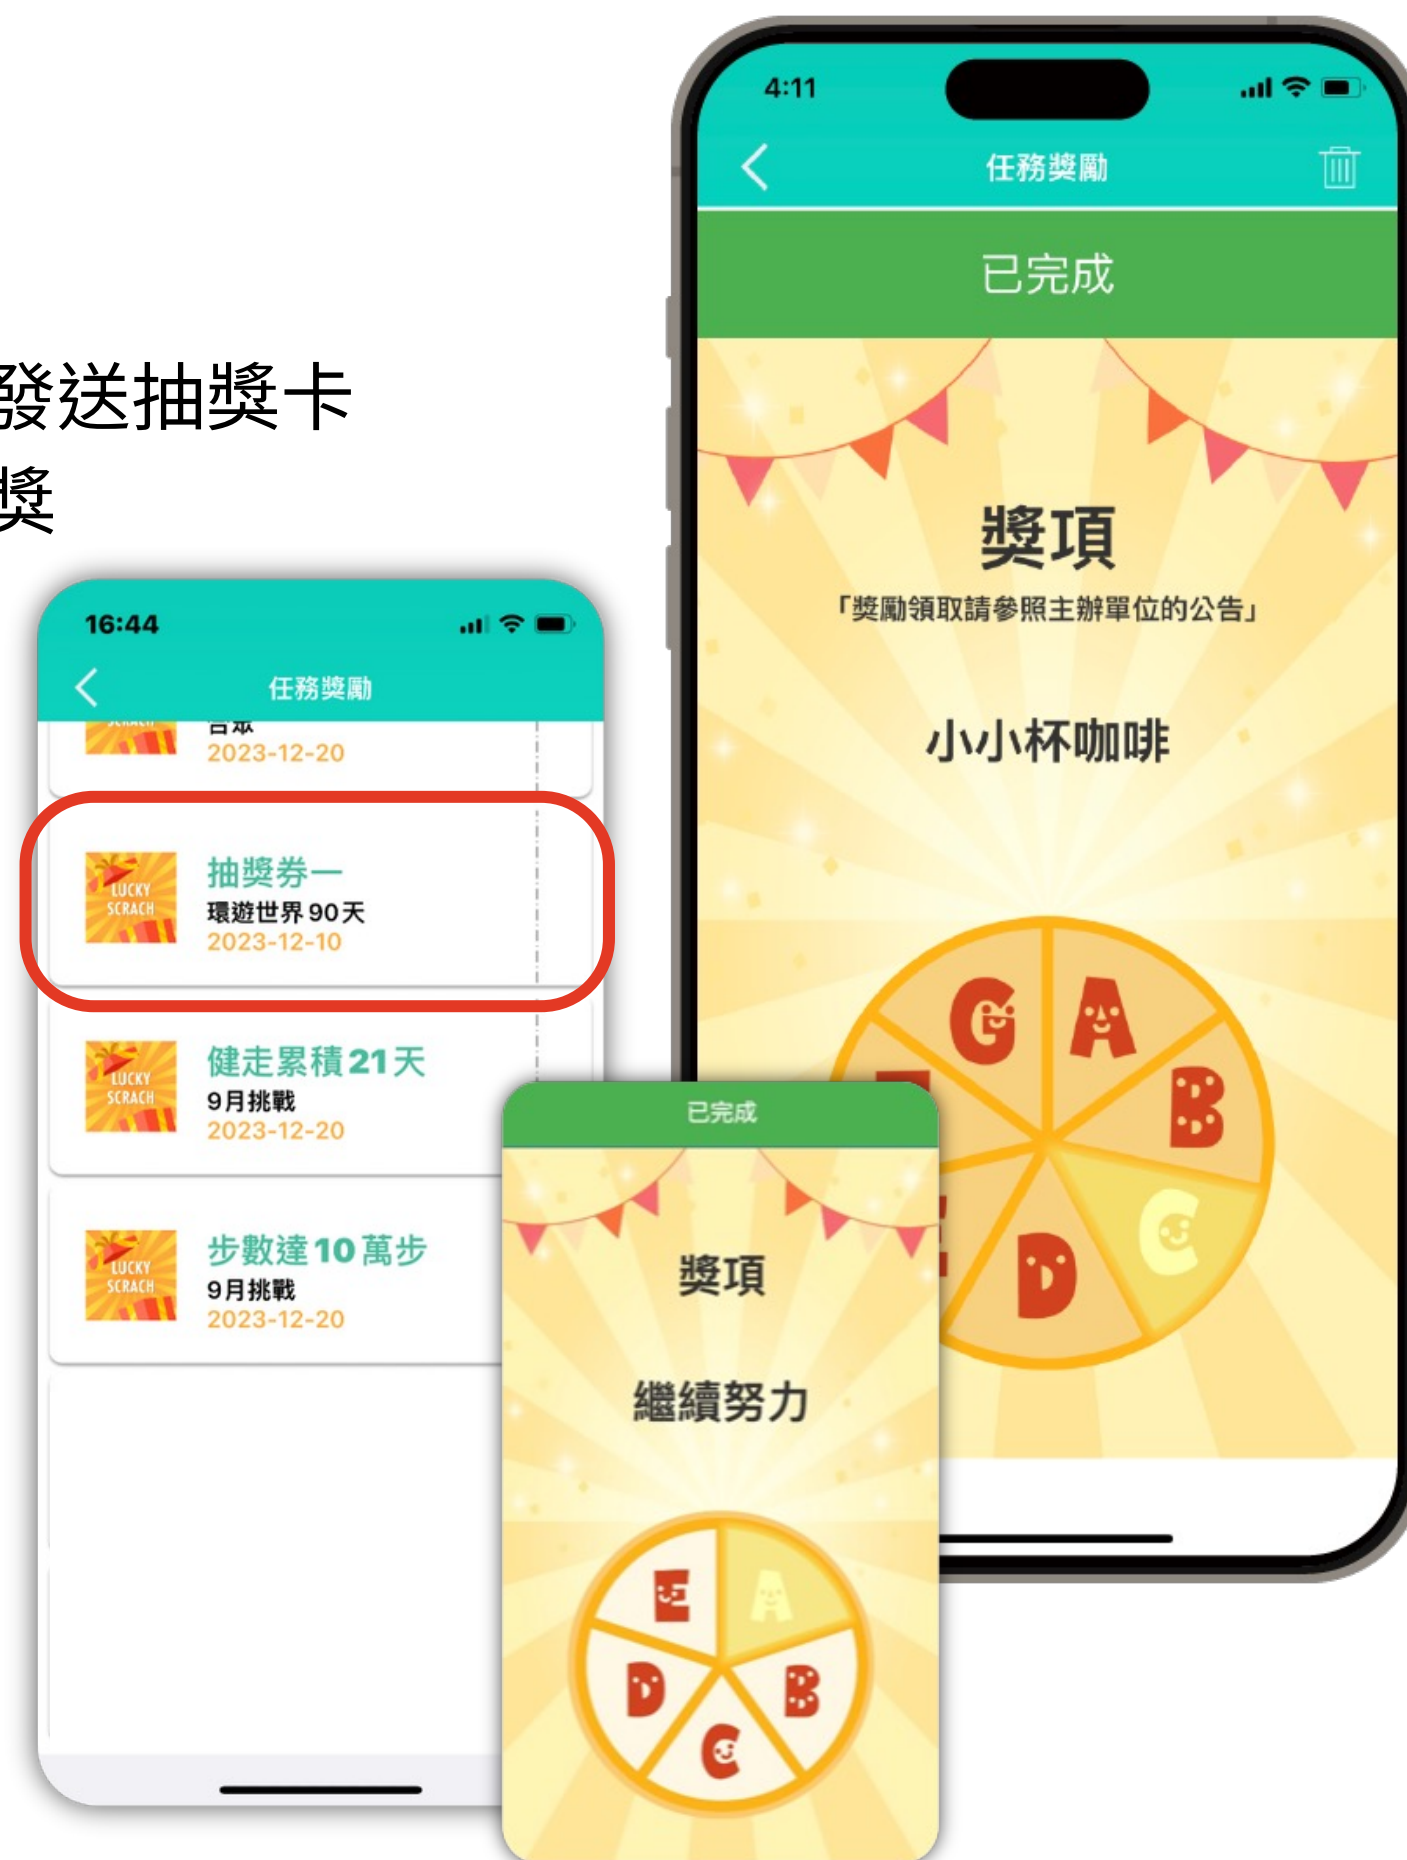 發送抽獎卡
獎
16:44
任務獎勵
合眾
2023-12-20
LUCKY
SCRACH
抽獎券一
環遊世界90天
2023-12-10
LUCKY
SCRACH
健走累積21天
9月挑戰
2023-12-20
LUCKY
SCRACH
步數達10萬步
9月挑戰
2023-12-20
4:11
任務獎勵
已完成
獎項
「獎勵領取請參照主辦單位的公告」
小小杯咖啡
G A
B
C
D
已完成
獎項
繼續努力
E A
D B
C